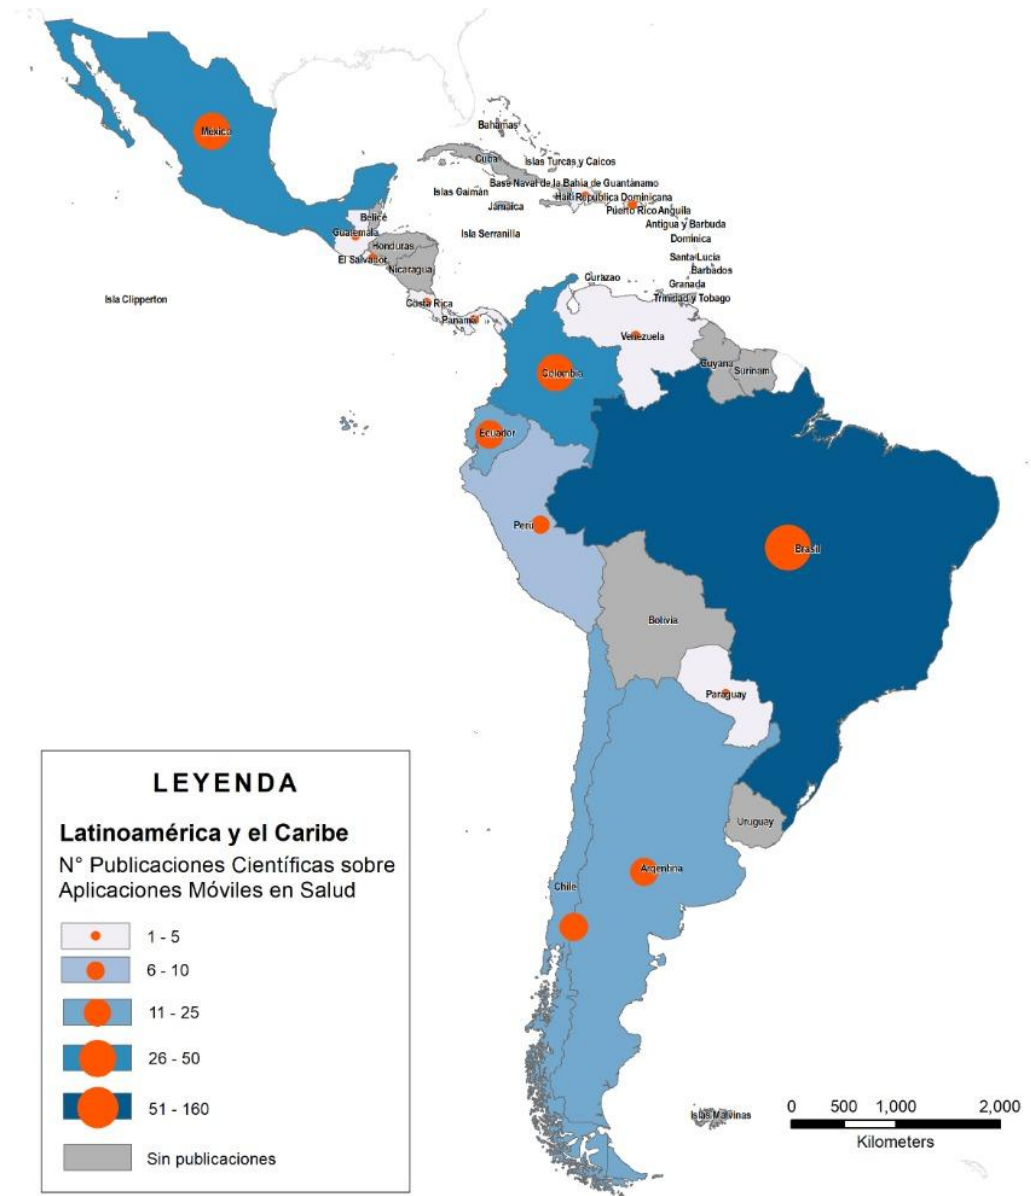 México
Bahamas
Cuba
Islas Turcas y Caicos
Base Naval de la Bahía de Guantánamo
Islas Caimán
Haití República Dominicana
Jamaica
Puerto Rico Anguila
Antigua y Barbuda
Belice
Guatemala
Isla Serranilla
Dominica
Honduras
El Salvador
Santa Lucia
Nicaragua
Barbados
Curazao
Granada
Isla Clipperton
Costa Rica
Trinidad y Tobago
Panamá
Venezuela
Guyana
Surinam
Colombia
Ecuador
Perú
Brasil
Bolivia
Paraguay
Uruguay
Argentina
Chile
Islas Malvinas
LEYENDA
Latinoamérica y el Caribe
N° Publicaciones Científicas sobre
Aplicaciones Móviles en Salud
1 - 5
6 - 10
11 - 25
26 - 50
51 - 160
Sin publicaciones
0 500 1,000 2,000
Kilometers